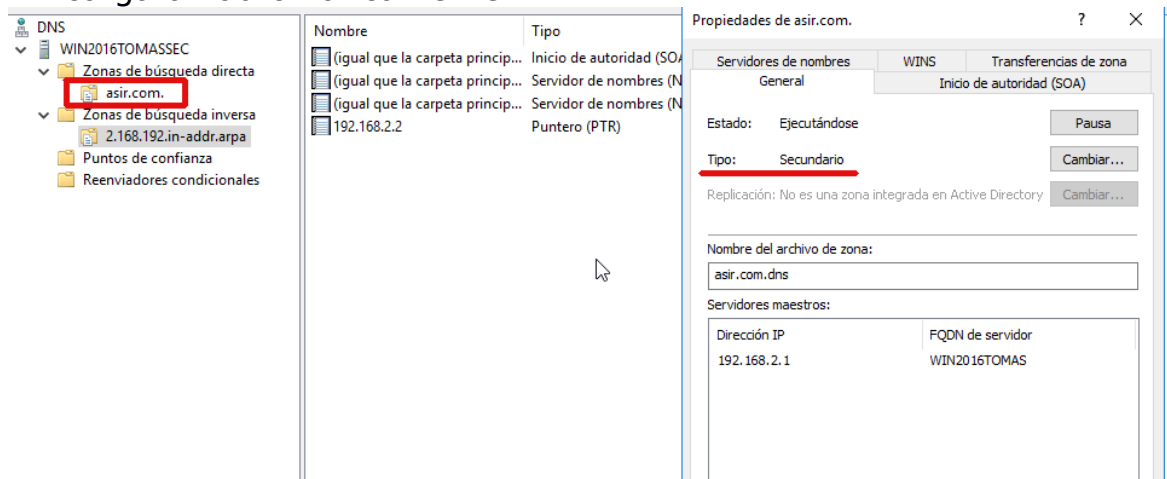 DNS
WIN2016TOMASSEC
Zonas de búsqueda directa
asir.com.
Zonas de búsqueda inversa
2.168.192.in-addr.arpa
Puntos de confianza
Reenviadores condicionales
Nombre Tipo
(igual que la carpeta princip... Inicio de autoridad (SOA
(igual que la carpeta princip... Servidor de nombres (N
(igual que la carpeta princip... Servidor de nombres (N
192.168.2.2 Puntero (PTR)
Propiedades de asir.com. ? X
Servidores de nombres WINS Transferencias de zona
General Inicio de autoridad (SOA)
Estado: Ejecutándose Pausa
Tipo: Secundario Cambiar...
Replicación: No es una zona integrada en Active Directory Cambiar...
Nombre del archivo de zona:
asir.com.dns
Servidores maestros:
Dirección IP FQDN de servidor
192.168.2.1 WIN2016TOMAS